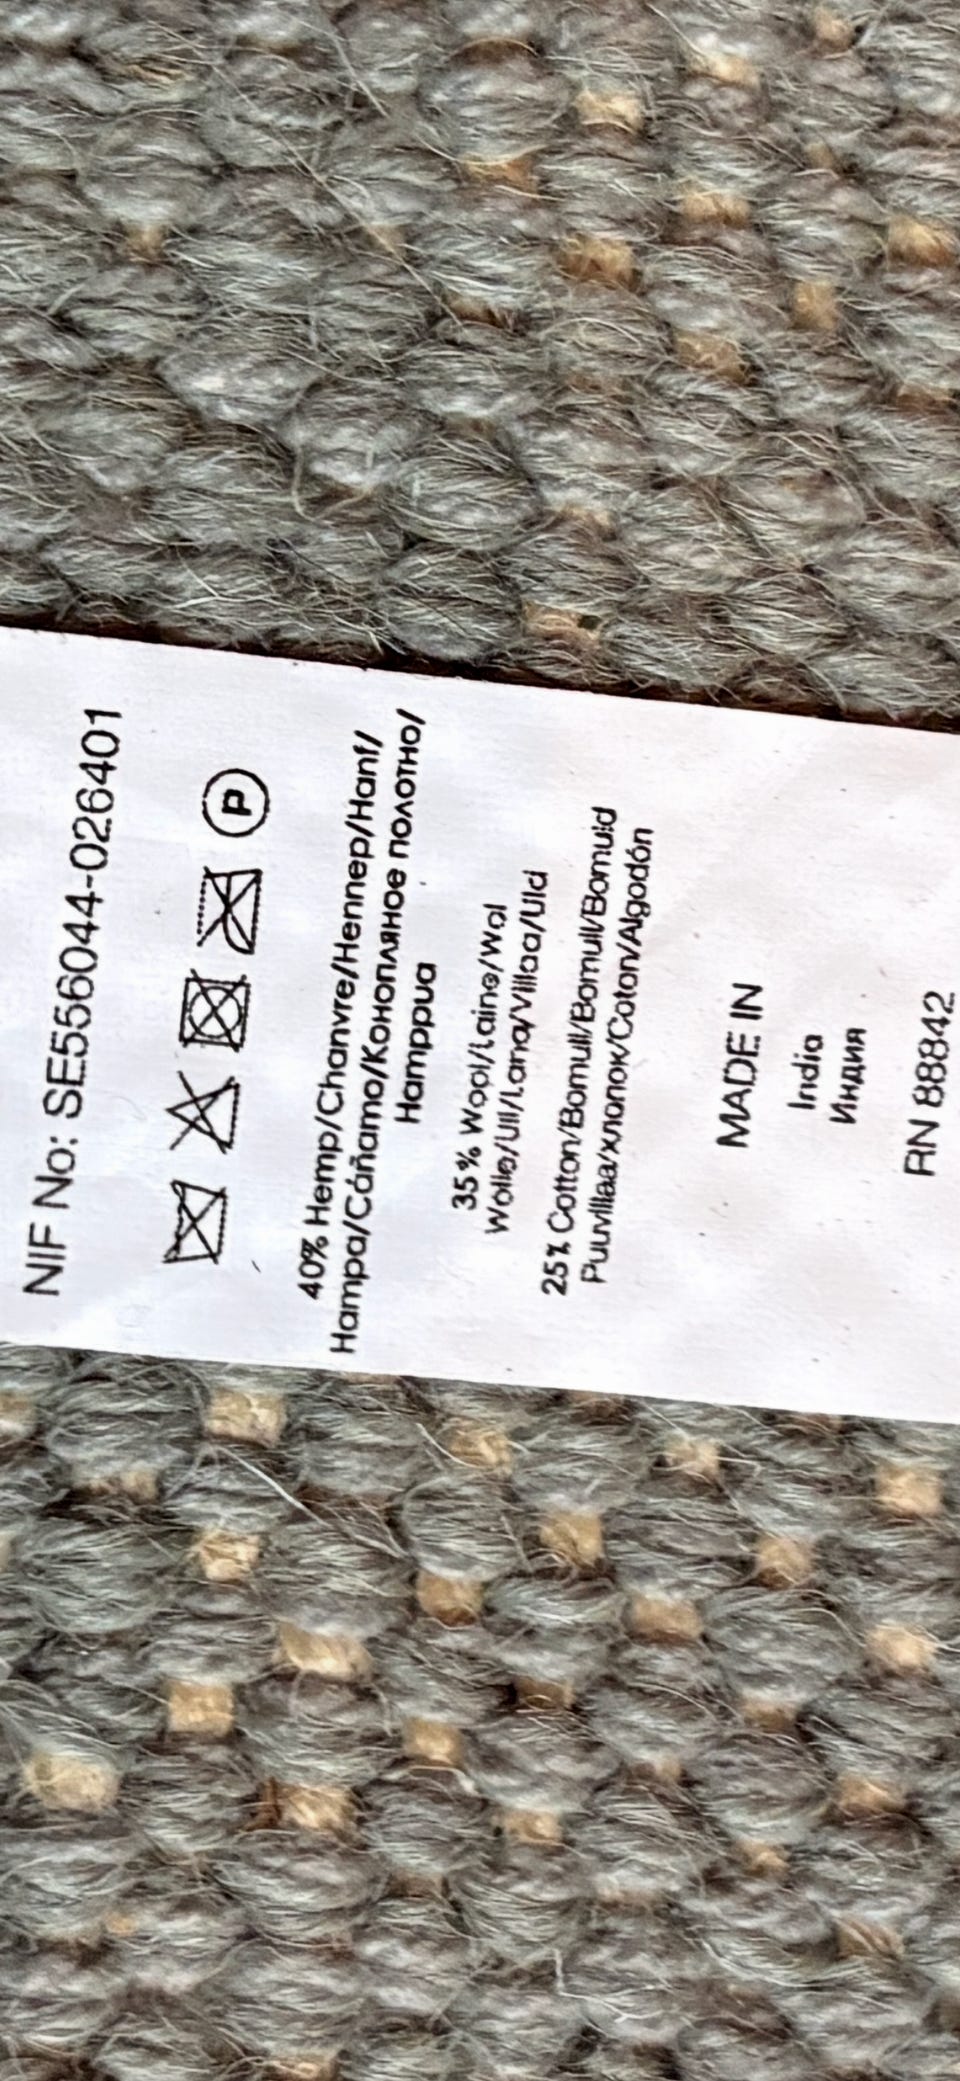 NIF No: SE556044-026401
P
40% Hemp/Chanvre/Hennep/Hanf/
Hampa/Cáñamo/Конопляное полотно/
Hamppua
35% Wool/Laine/Wol
Wolle/Ull/Lana/Villaa/Uld
25% Cotton/Bomull/Bomull/Bomuld
Puuvillaa/хлопок/Coton/Algodón
MADE IN
India
Индия
RN 88842